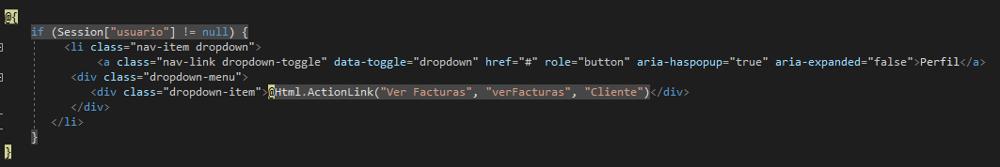 @{
if (Session["usuario"] != null) {
<li class="nav-item dropdown">
<a class="nav-link dropdown-toggle" data-toggle="dropdown" href="#" role="button" aria-haspopup="true" aria-expanded="false">Perfil</a>
<div class="dropdown-menu">
<div class="dropdown-item">@Html.ActionLink("Ver Facturas", "verFacturas", "Cliente")</div>
</div>
</li>
}
}